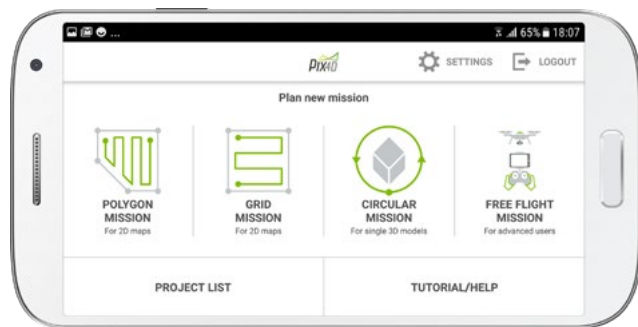 ... 65% 18:07
PIX4D
SETTINGS
LOGOUT
Plan new mission
POLYGON
MISSION
For 2D maps
GRID
MISSION
For 2D maps
CIRCULAR
MISSION
For single 3D models
FREE FLIGHT
MISSION
For advanced users
PROJECT LIST
TUTORIAL/HELP